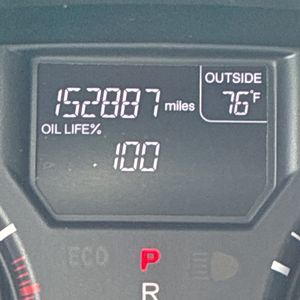 OUTSIDE
152887 miles 76°F
OIL LIFE%
100
ECO P
R